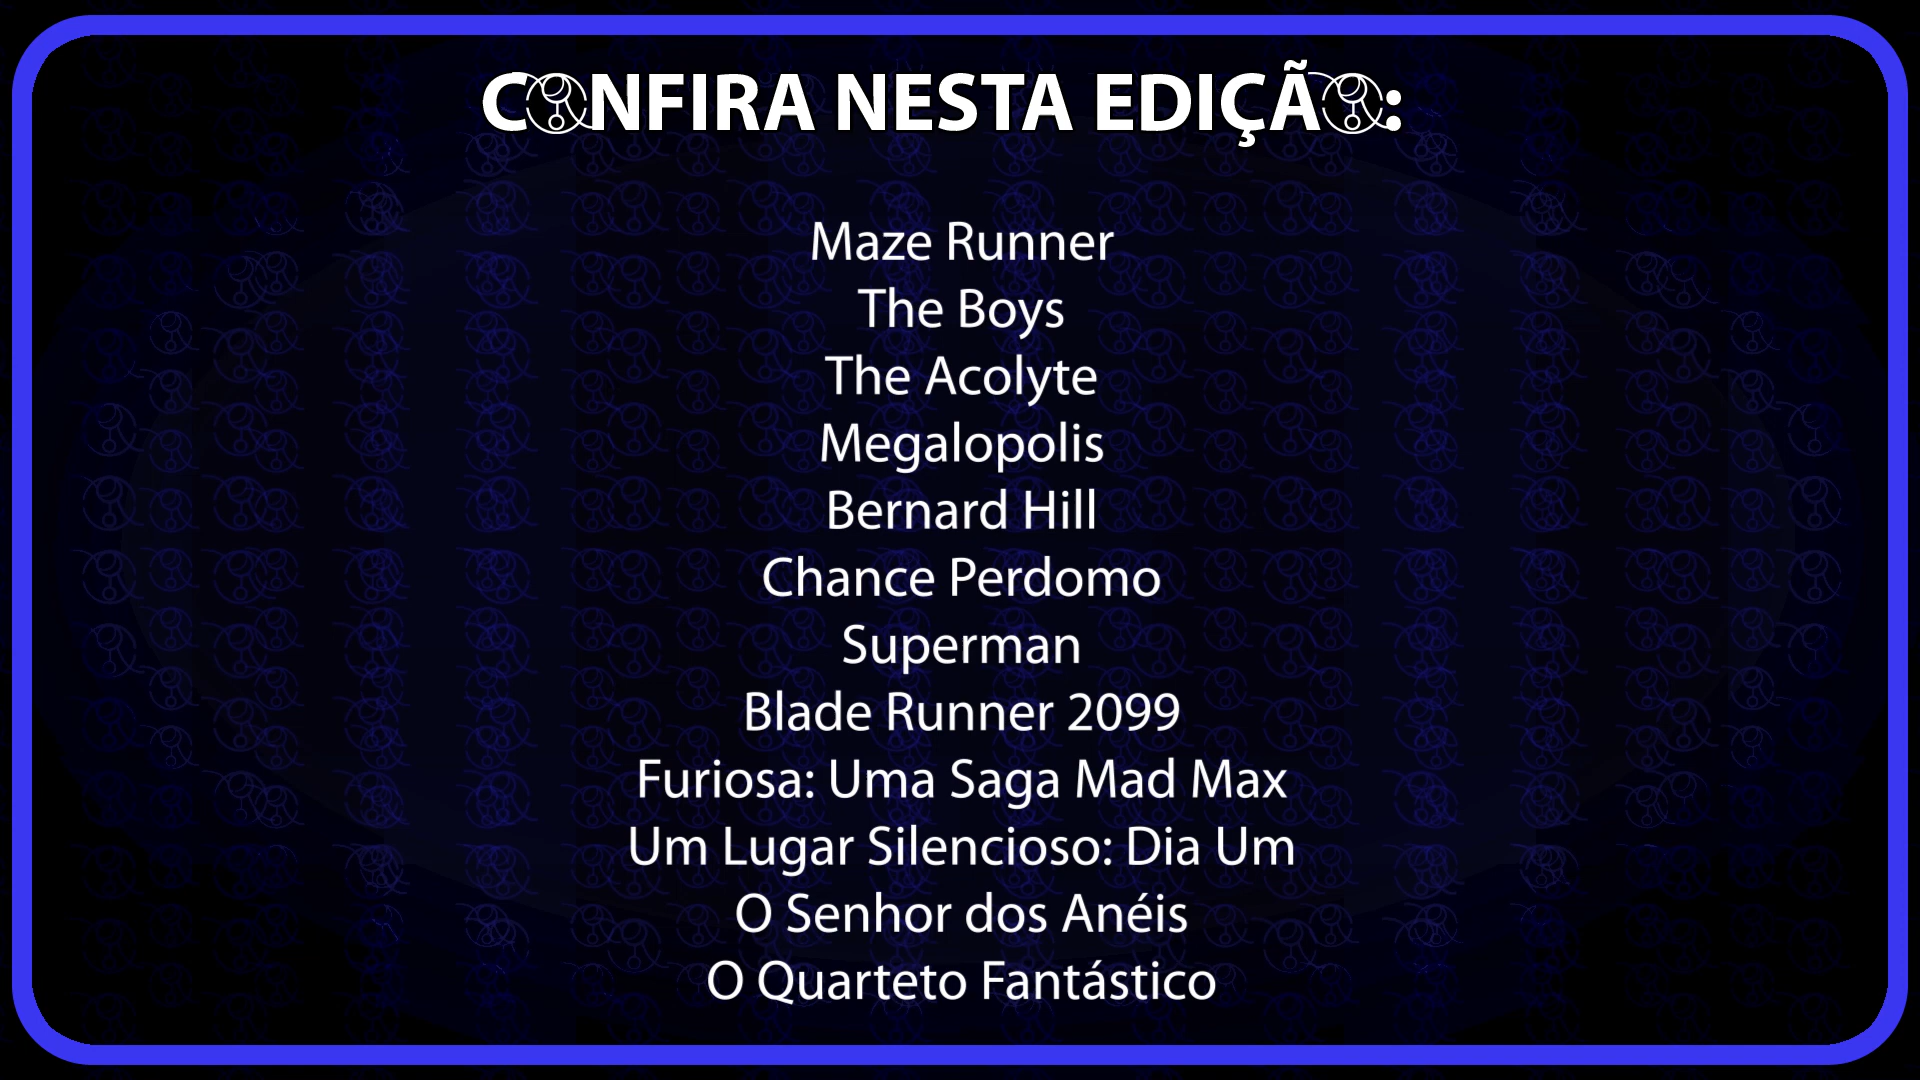 CONFIRA NESTA EDIÇÃO:
Maze Runner
The Boys
The Acolyte
Megalopolis
Bernard Hill
Chance Perdomo
Superman
Blade Runner 2099
Furiosa: Uma Saga Mad Max
Um Lugar Silencioso: Dia Um
O Senhor dos Anéis
O Quarteto Fantástico